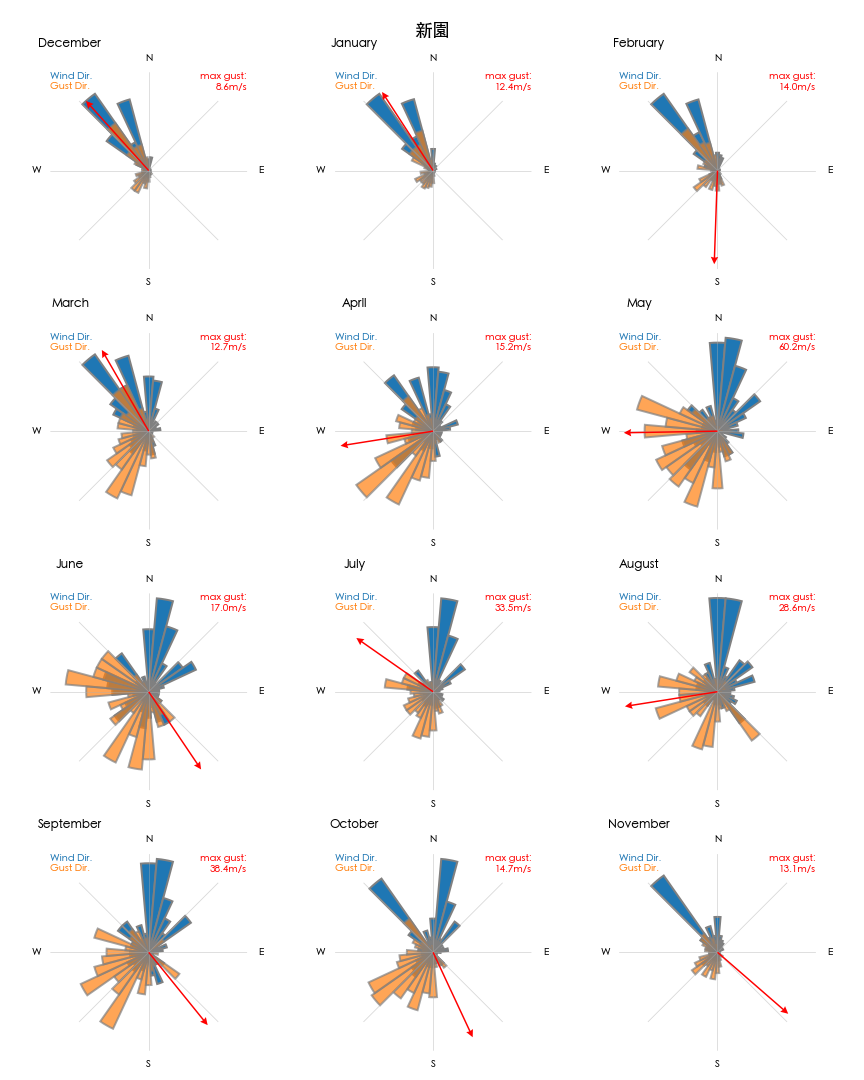 新園
December
January
February
N
N
N
Wind Dir.
Gust Dir.
max gust:
8.6m/s
Wind Dir.
Gust Dir.
max gust:
12.4m/s
Wind Dir.
Gust Dir.
max gust:
14.0m/s
W
E
W
E
W
E
S
S
S
March
April
May
N
N
N
Wind Dir.
Gust Dir.
max gust:
12.7m/s
Wind Dir.
Gust Dir.
max gust:
15.2m/s
Wind Dir.
Gust Dir.
max gust:
60.2m/s
W
E
W
E
W
E
S
S
S
June
July
August
N
N
N
Wind Dir.
Gust Dir.
max gust:
17.0m/s
Wind Dir.
Gust Dir.
max gust:
33.5m/s
Wind Dir.
Gust Dir.
max gust:
28.6m/s
W
E
W
E
W
E
S
S
S
September
October
November
N
N
N
Wind Dir.
Gust Dir.
max gust:
38.4m/s
Wind Dir.
Gust Dir.
max gust:
14.7m/s
Wind Dir.
Gust Dir.
max gust:
13.1m/s
W
E
W
E
W
E
S
S
S